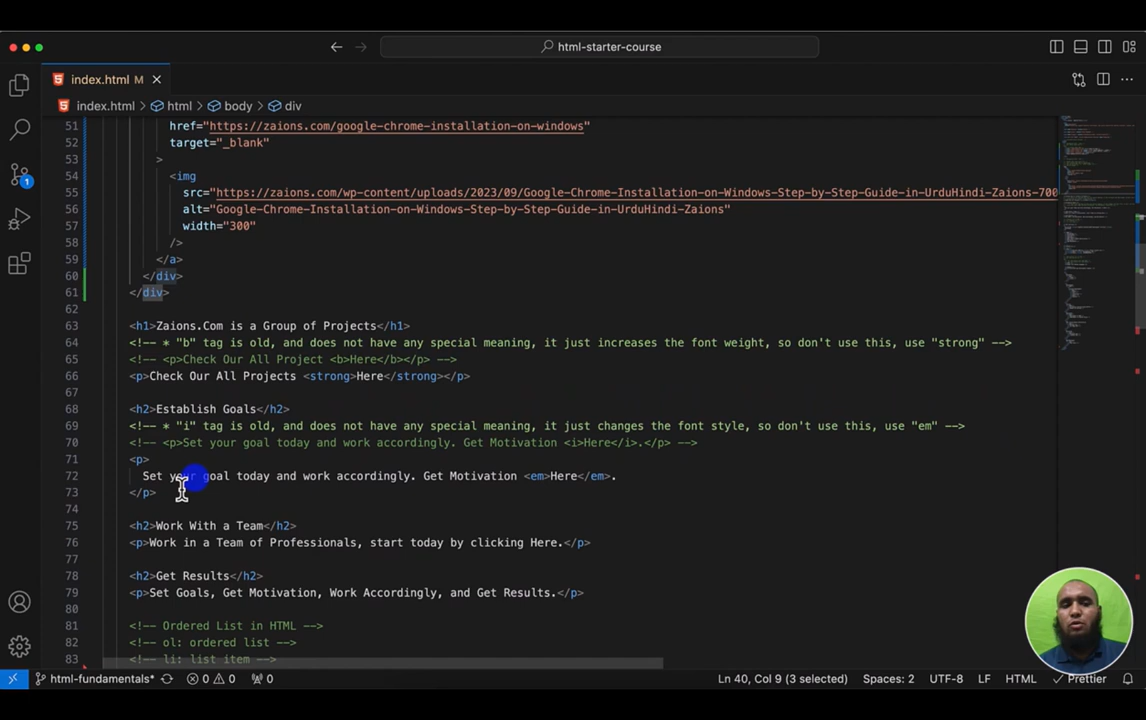 html-starter-course
index.html M
index.html > html > body > div
51 href="https://zaions.com/google-chrome-installation-on-windows"
52 target="_blank"
53 >
54 <img
55 src="https://zaions.com/wp-content/uploads/2023/09/Google-Chrome-Installation-on-Windows-Step-by-Step-Guide-in-UrduHindi-Zaions-700
56 alt="Google-Chrome-Installation-on-Windows-Step-by-Step-Guide-in-UrduHindi-Zaions"
57 width="300"
58 />
59 </a>
60 </div>
61 </div>
62
63 <h1>Zaions.Com is a Group of Projects</h1>
64 <!-- * "b" tag is old, and does not have any special meaning, it just increases the font weight, so don't use this, use "strong" -->
65 <!-- <p>Check Our All Project <b>Here</b></p> -->
66 <p>Check Our All Projects <strong>Here</strong></p>
67
68 <h2>Establish Goals</h2>
69 <!-- * "i" tag is old, and does not have any special meaning, it just changes the font style, so don't use this, use "em" -->
70 <!-- <p>Set your goal today and work accordingly. Get Motivation <i>Here</i>.</p> -->
71 <p>
72 Set your goal today and work accordingly. Get Motivation <em>Here</em>.
73 </p>
74
75 <h2>Work With a Team</h2>
76 <p>Work in a Team of Professionals, start today by clicking Here.</p>
77
78 <h2>Get Results</h2>
79 <p>Set Goals, Get Motivation, Work Accordingly, and Get Results.</p>
80
81 <!-- Ordered List in HTML -->
82 <!-- ol: ordered list -->
83 <!-- li: list item -->
1
html-fundamentals* 0 0 0 Ln 40, Col 9 (3 selected) Spaces: 2 UTF-8 LF HTML Prettier